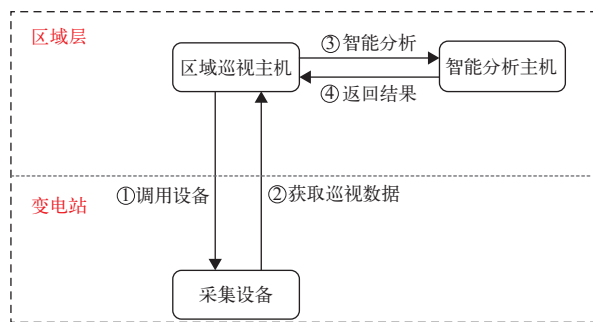 区域层
③智能分析
区域巡视主机
智能分析主机
④返回结果
变电站
①调用设备
②获取巡视数据
采集设备